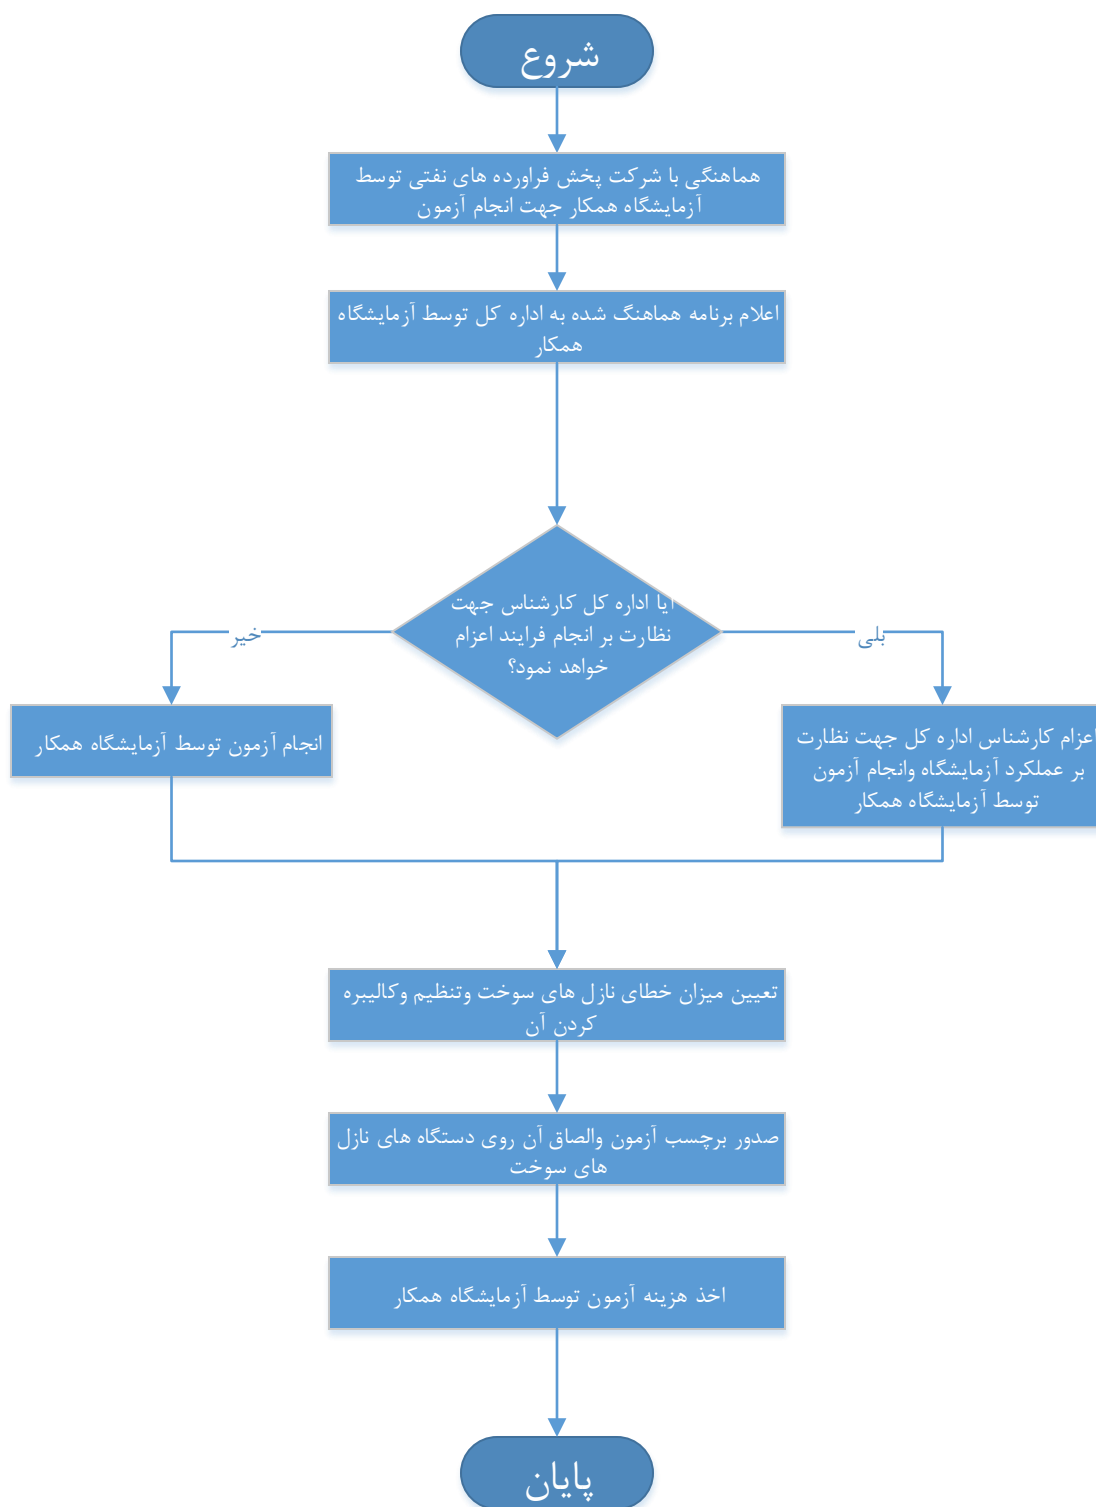 شروع
هماهنگی با شرکت پخش فراورده های نفتی توسط
آزمایشگاه همکار جهت انجام آزمون
اعلام برنامه هماهنگ شده به اداره کل توسط آزمایشگاه
همکار
آیا اداره کل کارشناس جهت
نظارت بر انجام فرایند اعزام
خواهد نمود؟
بلی
خیر
اعزام کارشناس اداره کل جهت نظارت
بر عملکرد آزمایشگاه وانجام آزمون
توسط آزمایشگاه همکار
انجام آزمون توسط آزمایشگاه همکار
تعیین میزان خطای نازل های سوخت وتنظیم وکالیبره
کردن آن
صدور برچسب آزمون والصاق آن روی دستگاه های نازل
های سوخت
اخذ هزینه آزمون توسط آزمایشگاه همکار
پایان